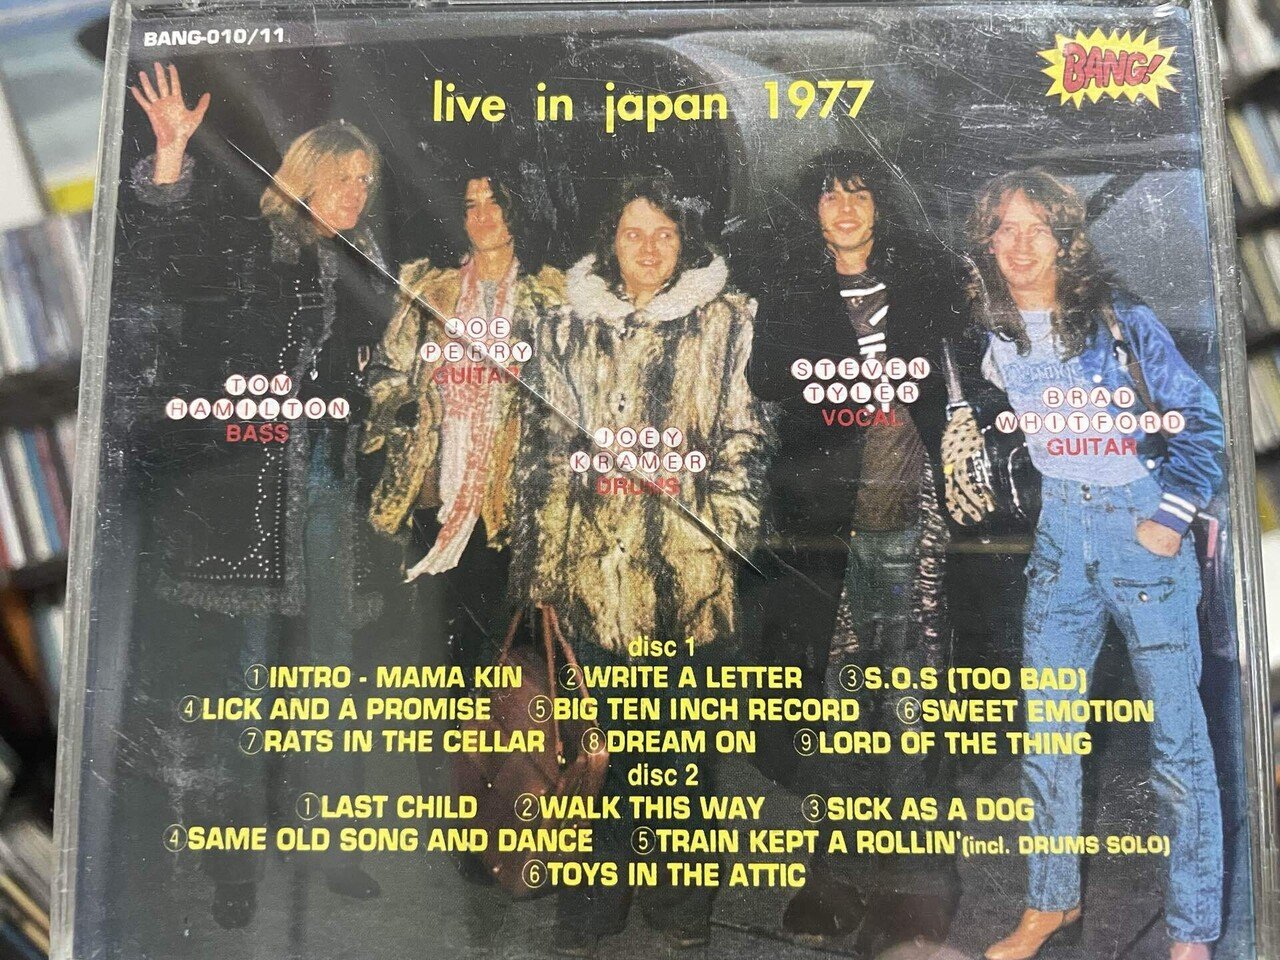 BANG-010/11
BANG!
live in japan 1977
JOE
PERRY
GUITAR
TOM
HAMILTON
BASS
JOEY
KRAMER
DRUMS
STEVEN
TYLER
VOCAL
BRAD
WHITFORD
GUITAR
disc 1
①INTRO - MAMA KIN ②WRITE A LETTER ③S.O.S (TOO BAD)
④LICK AND A PROMISE ⑤BIG TEN INCH RECORD ⑥SWEET EMOTION
⑦RATS IN THE CELLAR ⑧DREAM ON ⑨LORD OF THE THING
disc 2
①LAST CHILD ②WALK THIS WAY ③SICK AS A DOG
④SAME OLD SONG AND DANCE ⑤TRAIN KEPT A ROLLIN' (incl. DRUMS SOLO)
⑥TOYS IN THE ATTIC